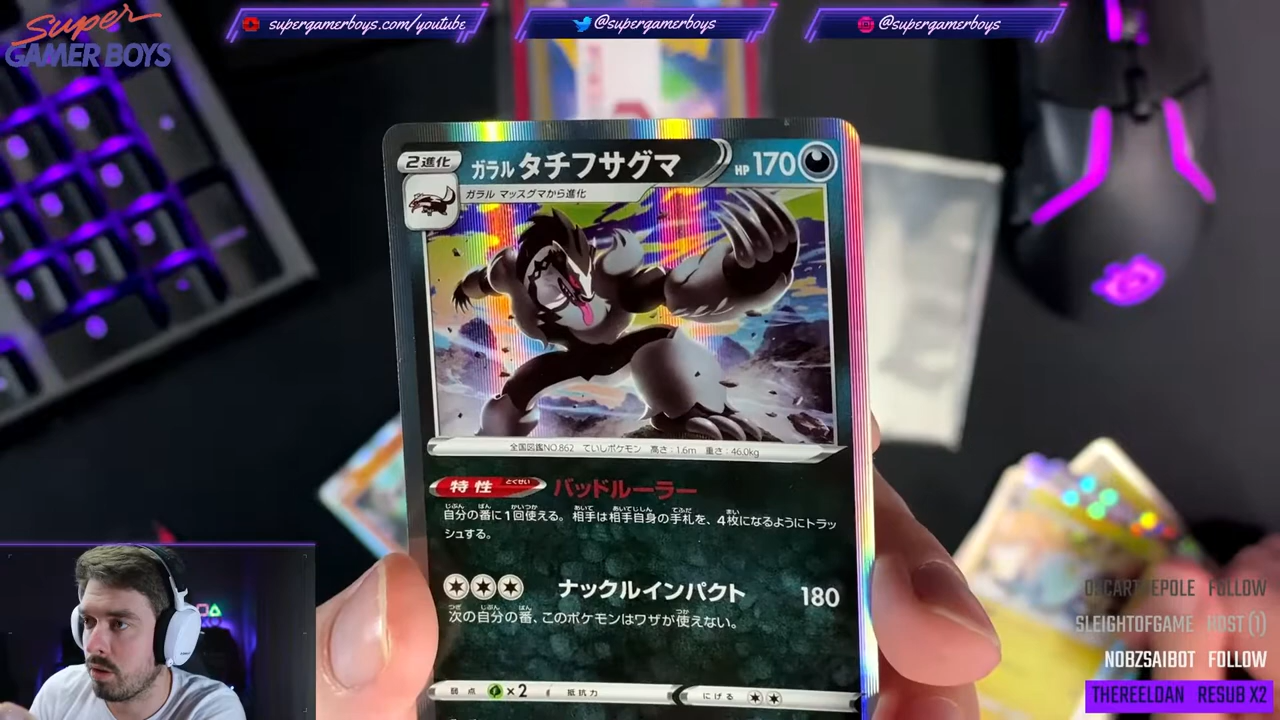 Super
GAMER BOYS
supergamerboys.com/youtube
@supergamerboys
@supergamerboys
2進化
ガラル タチフサグマ
HP 170
ガラル マッスグマから進化
全国図鑑NO.862 ていしポケモン 高さ:1.6m 重さ:46.0kg
特性 とくせい バッドルーラー
自分の番に1回使える。相手は相手自身の手札を、4枚になるようにトラッ
シュする。
ナックルインパクト 180
次の自分の番、このポケモンはワザが使えない。
弱点 ×2 抵抗力 にげる
FOLLOW
SLEIGHTOFGAME HOST(1)
NOBZSAIBOT FOLLOW
THEREELDAN RESUB X2